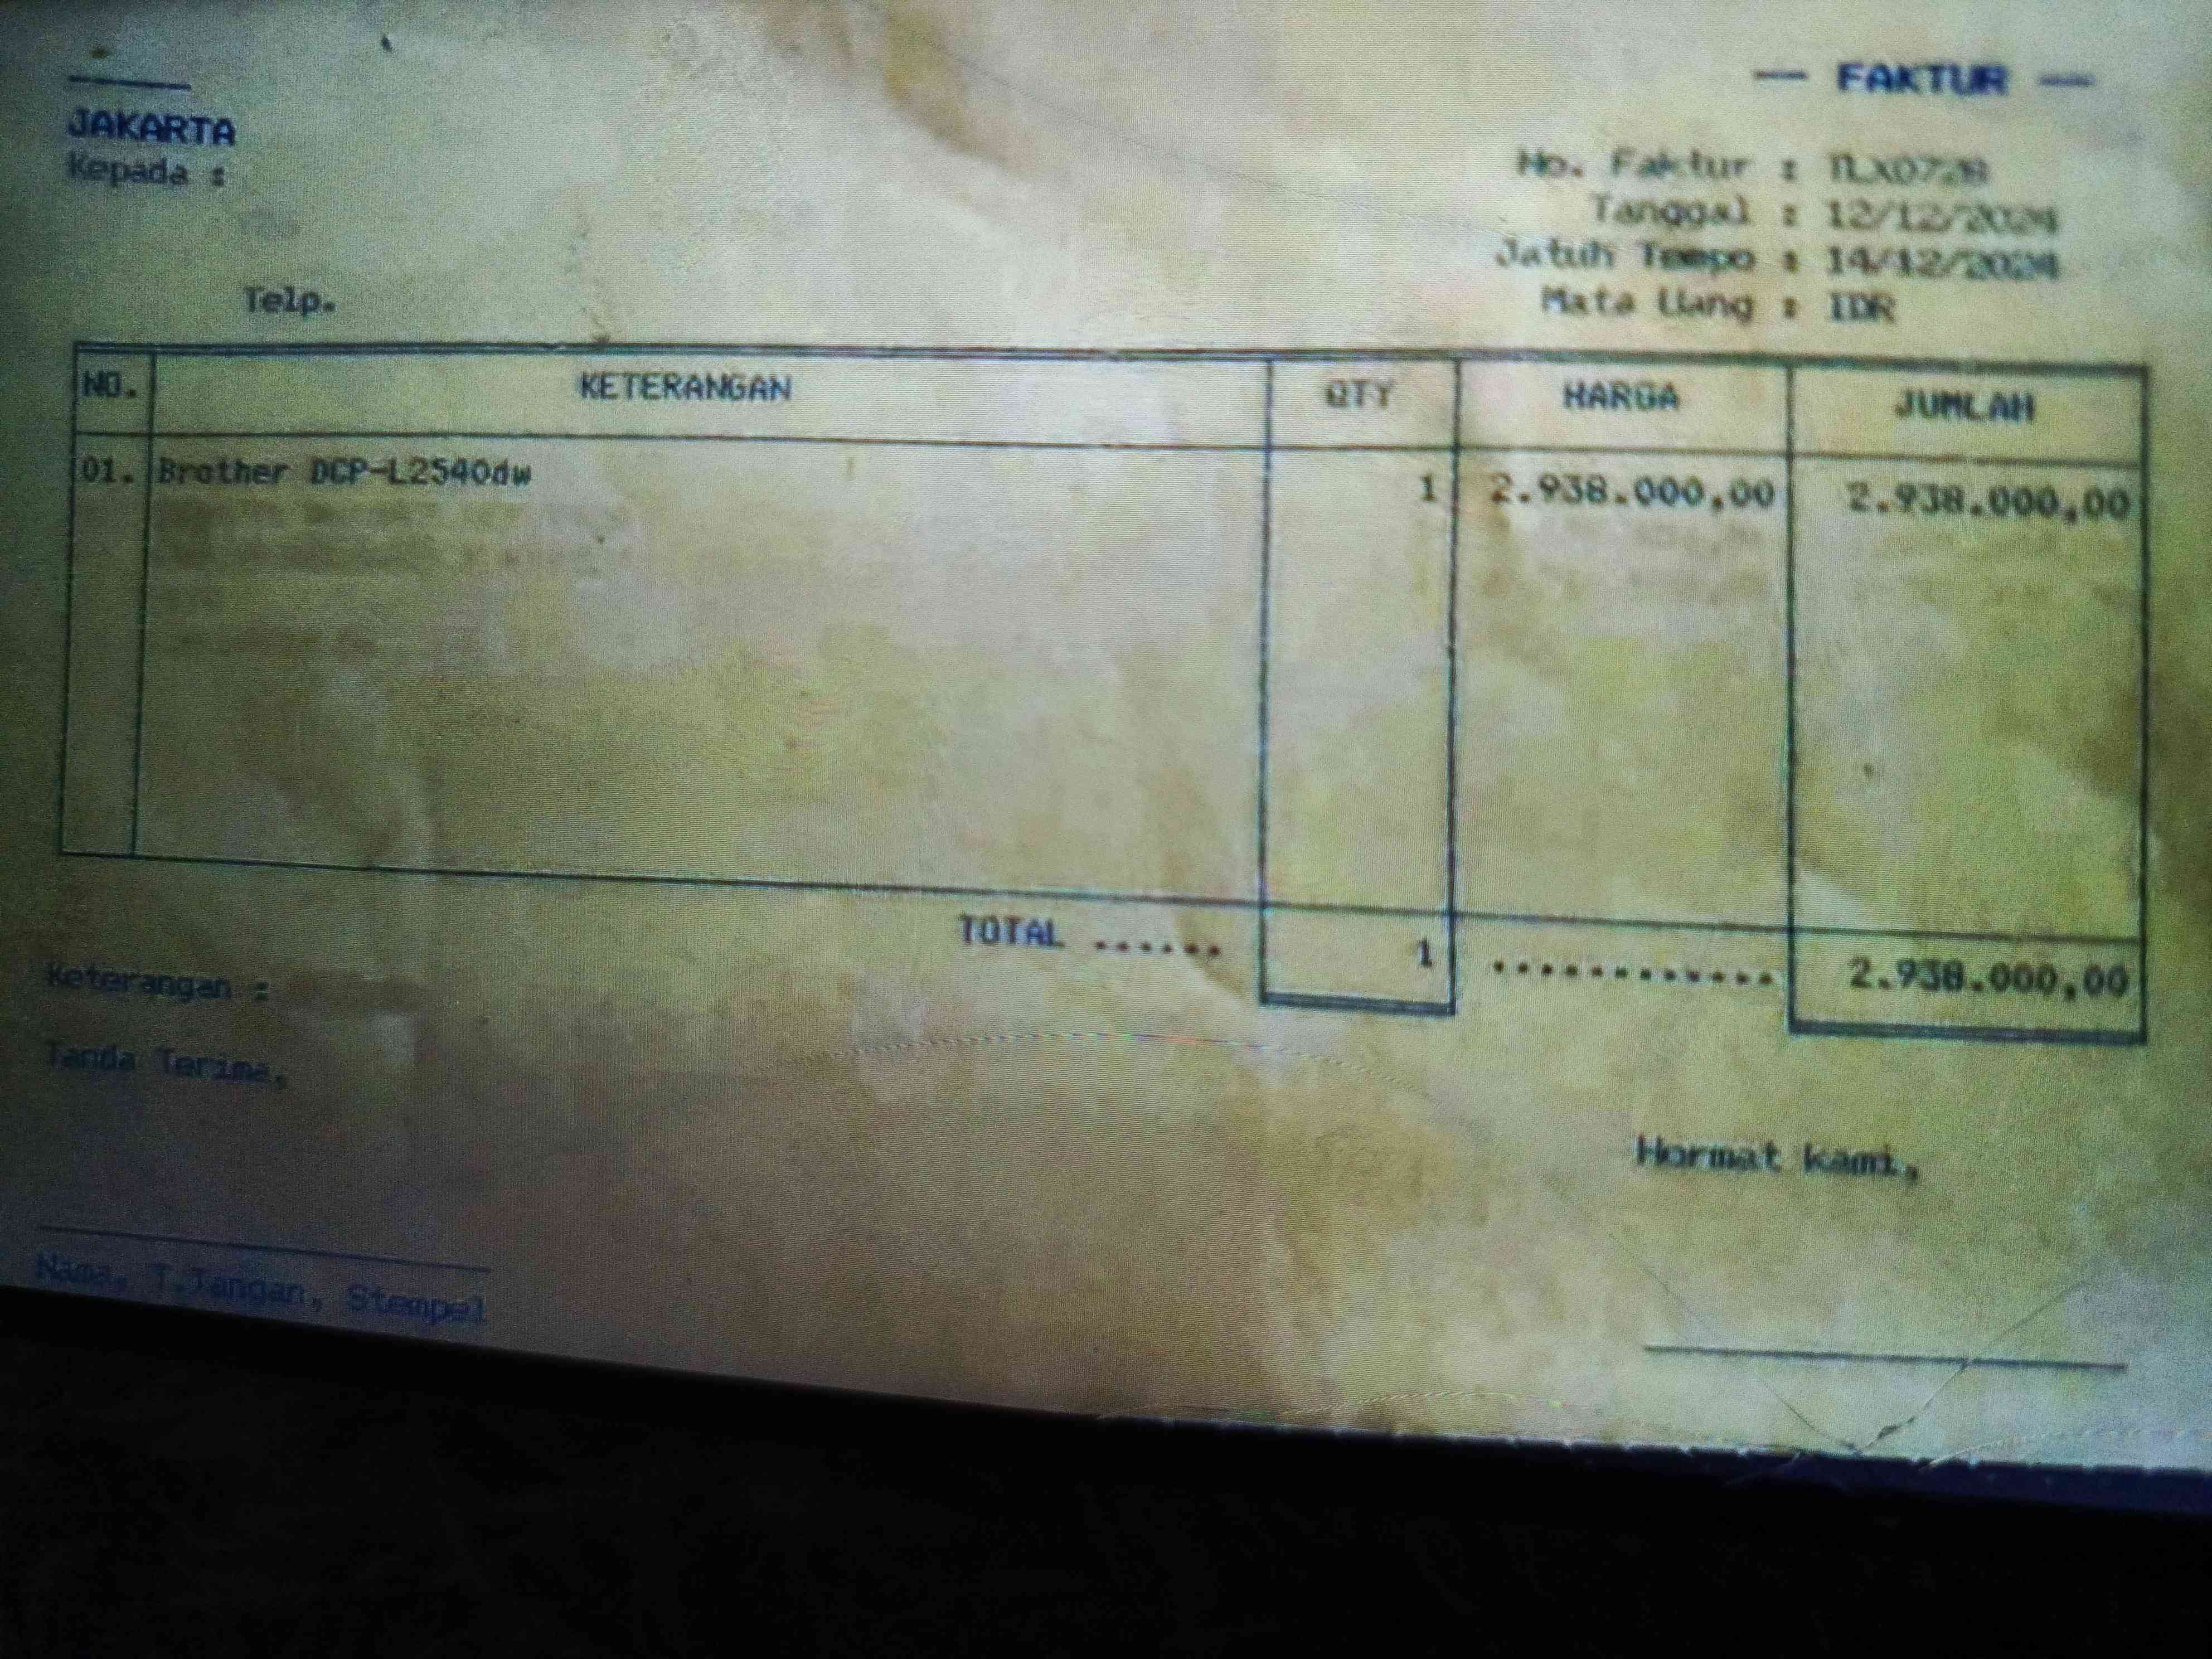 — FAKTUR —
JAKARTA
Kepada :
No. Faktur :
Tanggal : 12/12/2024
Jatuh Tempo : 14/12/2024
Mata Uang : IDR
Telp.
NO. KETERANGAN QTY HARGA JUMLAH
01. Brother DCP-L2540dw 1 2.938.000,00 2.938.000,00
TOTAL ...... 1 ............ 2.938.000,00
Keterangan :
Tanda Terima,
Hormat kami,
Nama, T.Tangan, Stempel